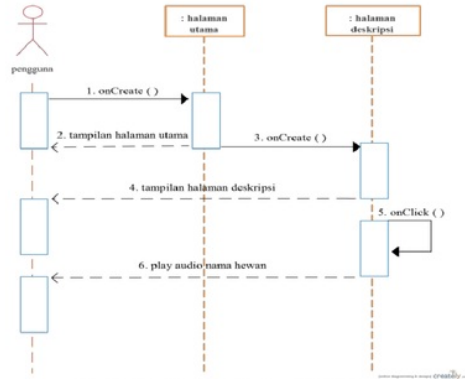 : halaman
utama
: halaman
deskripsi
pengguna
1. onCreate ( )
2. tampilan halaman utama
3. onCreate ( )
4. tampilan halaman deskripsi
5. onClick ( )
6. play audio nama hewan
creately